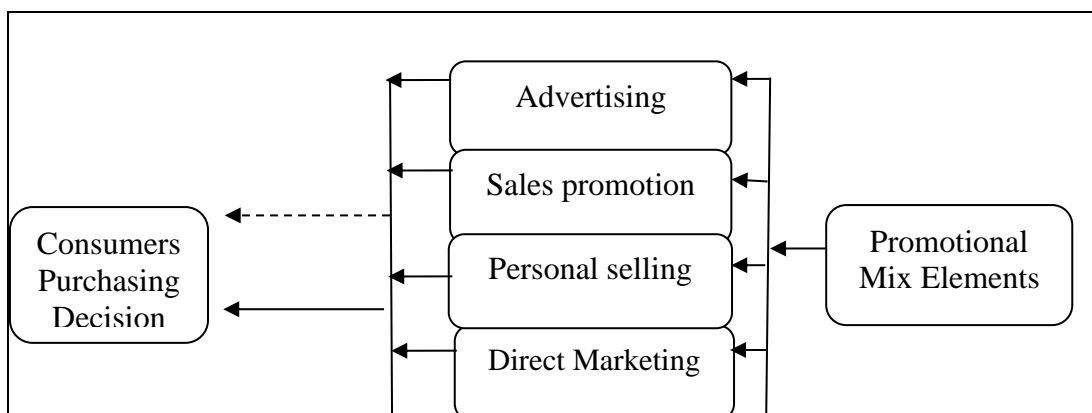 Advertising
Sales promotion
Consumers
Purchasing
Decision
Personal selling
Promotional
Mix Elements
Direct Marketing